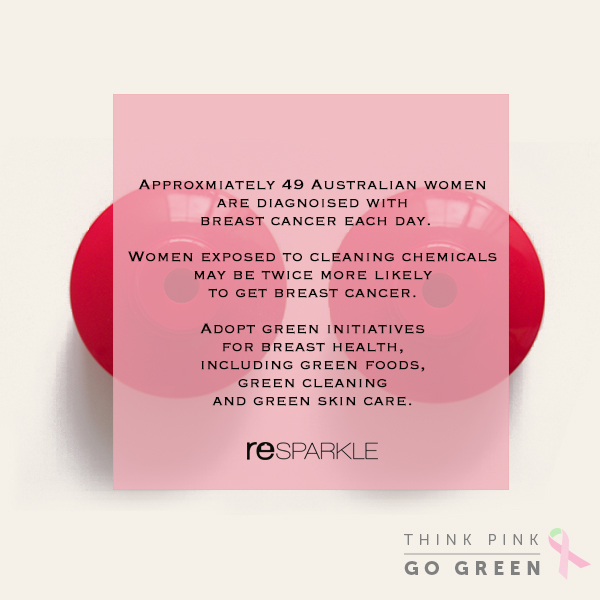 APPROXMIATELY 49 AUSTRALIAN WOMEN
ARE DIAGNOISED WITH
BREAST CANCER EACH DAY.
WOMEN EXPOSED TO CLEANING CHEMICALS
MAY BE TWICE MORE LIKELY
TO GET BREAST CANCER.
ADOPT GREEN INITIATIVES
FOR BREAST HEALTH,
INCLUDING GREEN FOODS,
GREEN CLEANING
AND GREEN SKIN CARE.
reSPARKLE
THINK PINK
GO GREEN